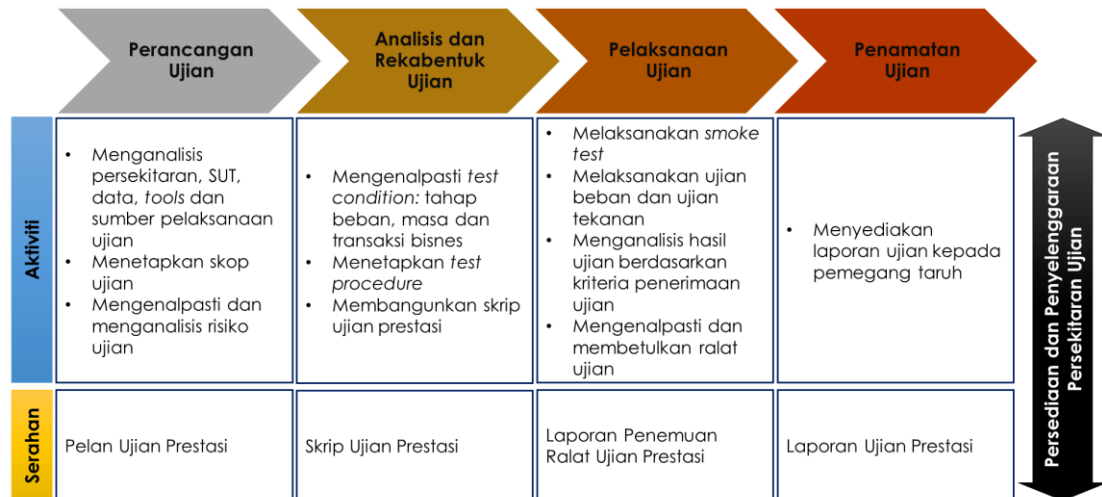 Perancangan
Ujian
Analisis dan
Rekabentuk
Ujian
Pelaksanaan
Ujian
Penamatan
Ujian
Aktiviti
• Menganalisis
persekitaran, SUT,
data, tools dan
sumber pelaksanaan
ujian
• Menetapkan skop
ujian
• Mengenalpasti dan
menganalisis risiko
ujian
• Mengenalpasti test
condition: tahap
beban, masa dan
transaksi bisnes
• Menetapkan test
procedure
• Membangunkan skrip
ujian prestasi
• Melaksanakan smoke
test
• Melaksanakan ujian
beban dan ujian
tekanan
• Menganalisis hasil
ujian berdasarkan
kriteria penerimaan
ujian
• Mengenalpasti dan
membetulkan ralat
ujian
• Menyediakan
laporan ujian kepada
pemegang taruh
Serahan
Pelan Ujian Prestasi
Skrip Ujian Prestasi
Laporan Penemuan
Ralat Ujian Prestasi
Laporan Ujian Prestasi
Persediaan dan Penyelenggaraan
Persekitaran Ujian